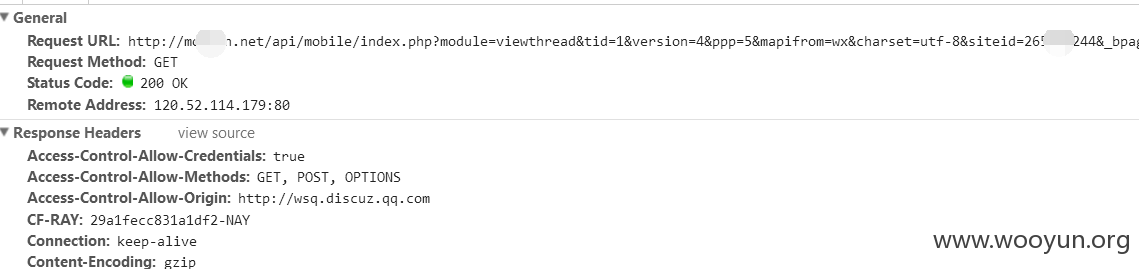 General
Request URL: http://mo n.net/api/mobile/index.php?module=viewthread&tid=1&version=4&ppp=5&mapifrom=wx&charset=utf-8&siteid=265 244&_bpag
Request Method: GET
Status Code: 200 OK
Remote Address: 120.52.114.179:80
Response Headers view source
Access-Control-Allow-Credentials: true
Access-Control-Allow-Methods: GET, POST, OPTIONS
Access-Control-Allow-Origin: http://wsq.discuz.qq.com
CF-RAY: 29a1fecc831a1df2-NAY
Connection: keep-alive
Content-Encoding: gzip
www.wooyun.org